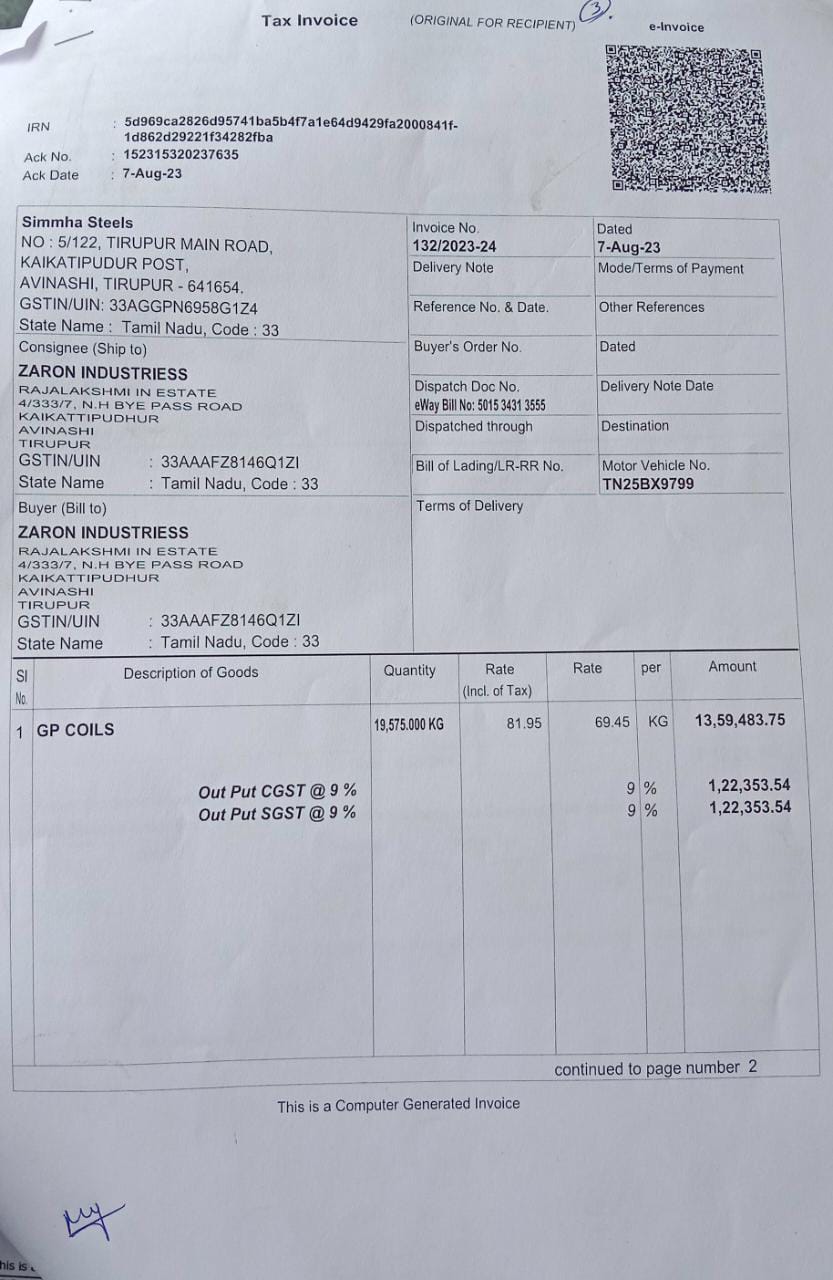 Tax Invoice (ORIGINAL FOR RECIPIENT) 3.
e-Invoice
IRN : 5d969ca2826d95741ba5b4f7a1e64d9429fa2000841f-
1d862d29221f34282fba
Ack No. : 152315320237635
Ack Date : 7-Aug-23
Simmha Steels
NO : 5/122, TIRUPUR MAIN ROAD,
KAIKATIPUDUR POST,
AVINASHI, TIRUPUR - 641654.
GSTIN/UIN: 33AGGPN6958G1Z4
State Name : Tamil Nadu, Code : 33
Invoice No. Dated
132/2023-24 7-Aug-23
Delivery Note Mode/Terms of Payment
Reference No. & Date. Other References
Consignee (Ship to)
ZARON INDUSTRIESS
RAJALAKSHMI IN ESTATE
4/333/7, N.H BYE PASS ROAD
KAIKATTIPUDHUR
AVINASHI
TIRUPUR
GSTIN/UIN : 33AAAFZ8146Q1ZI
State Name : Tamil Nadu, Code : 33
Buyer's Order No. Dated
Dispatch Doc No. Delivery Note Date
eWay Bill No: 5015 3431 3555
Dispatched through Destination
Bill of Lading/LR-RR No. Motor Vehicle No.
TN25BX9799
Buyer (Bill to)
ZARON INDUSTRIESS
RAJALAKSHMI IN ESTATE
4/333/7, N.H BYE PASS ROAD
KAIKATTIPUDHUR
AVINASHI
TIRUPUR
GSTIN/UIN : 33AAAFZ8146Q1ZI
State Name : Tamil Nadu, Code : 33
Terms of Delivery
Sl Description of Goods Quantity Rate Rate per Amount
No. (Incl. of Tax)
1 GP COILS 19,575.000 KG 81.95 69.45 KG 13,59,483.75
Out Put CGST @ 9 % 9 % 1,22,353.54
Out Put SGST @ 9 % 9 % 1,22,353.54
continued to page number 2
This is a Computer Generated Invoice
his is